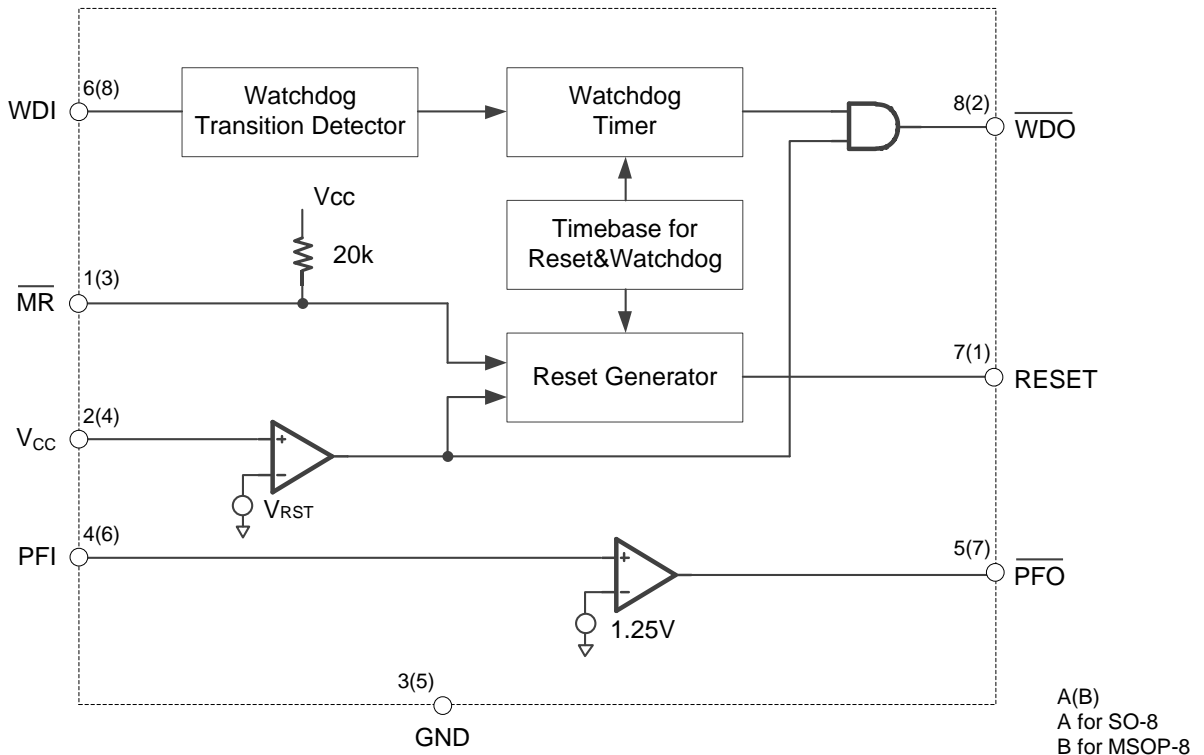 6(8)
WDI
Watchdog
Transition Detector
Watchdog
Timer
8(2)
WDO
Vcc
20k
Timebase for
Reset&Watchdog
1(3)
MR
Reset Generator
7(1)
RESET
2(4)
VCC
+
−
VRST
4(6)
PFI
+
−
1.25V
5(7)
PFO
3(5)
GND
A(B)
A for SO-8
B for MSOP-8